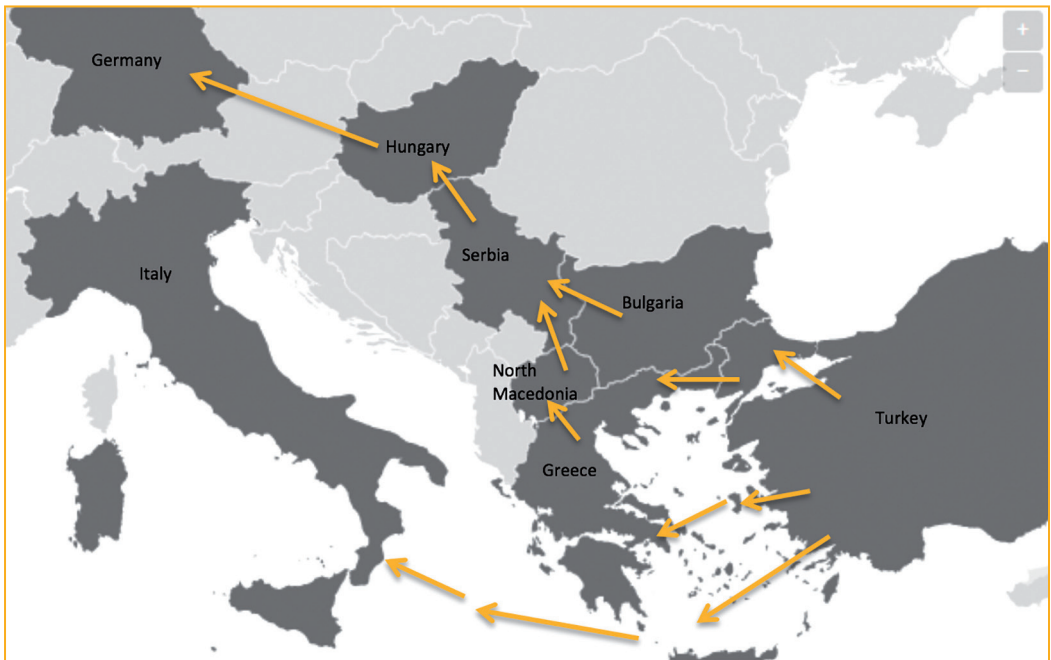 +
−
Germany
Hungary
Serbia
Italy
Bulgaria
North
Macedonia
Turkey
Greece